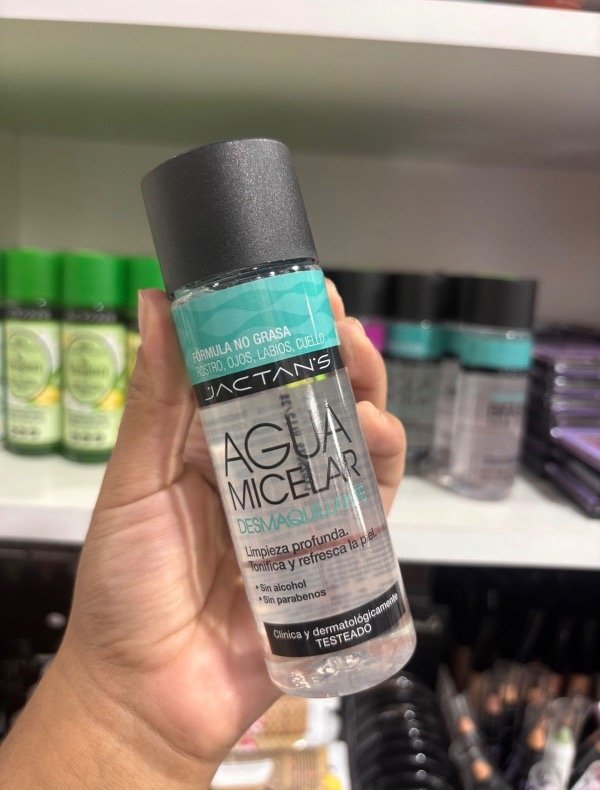 FÓRMULA NO GRASA
ROSTRO, OJOS, LABIOS, CUELLO
JACTAN'S
AGUA
MICELAR
DESMAQUILLANTE
Limpieza profunda.
Tonifica y refresca la piel.
• Sin alcohol
• Sin parabenos
Clínica y dermatológicamente
TESTEADO